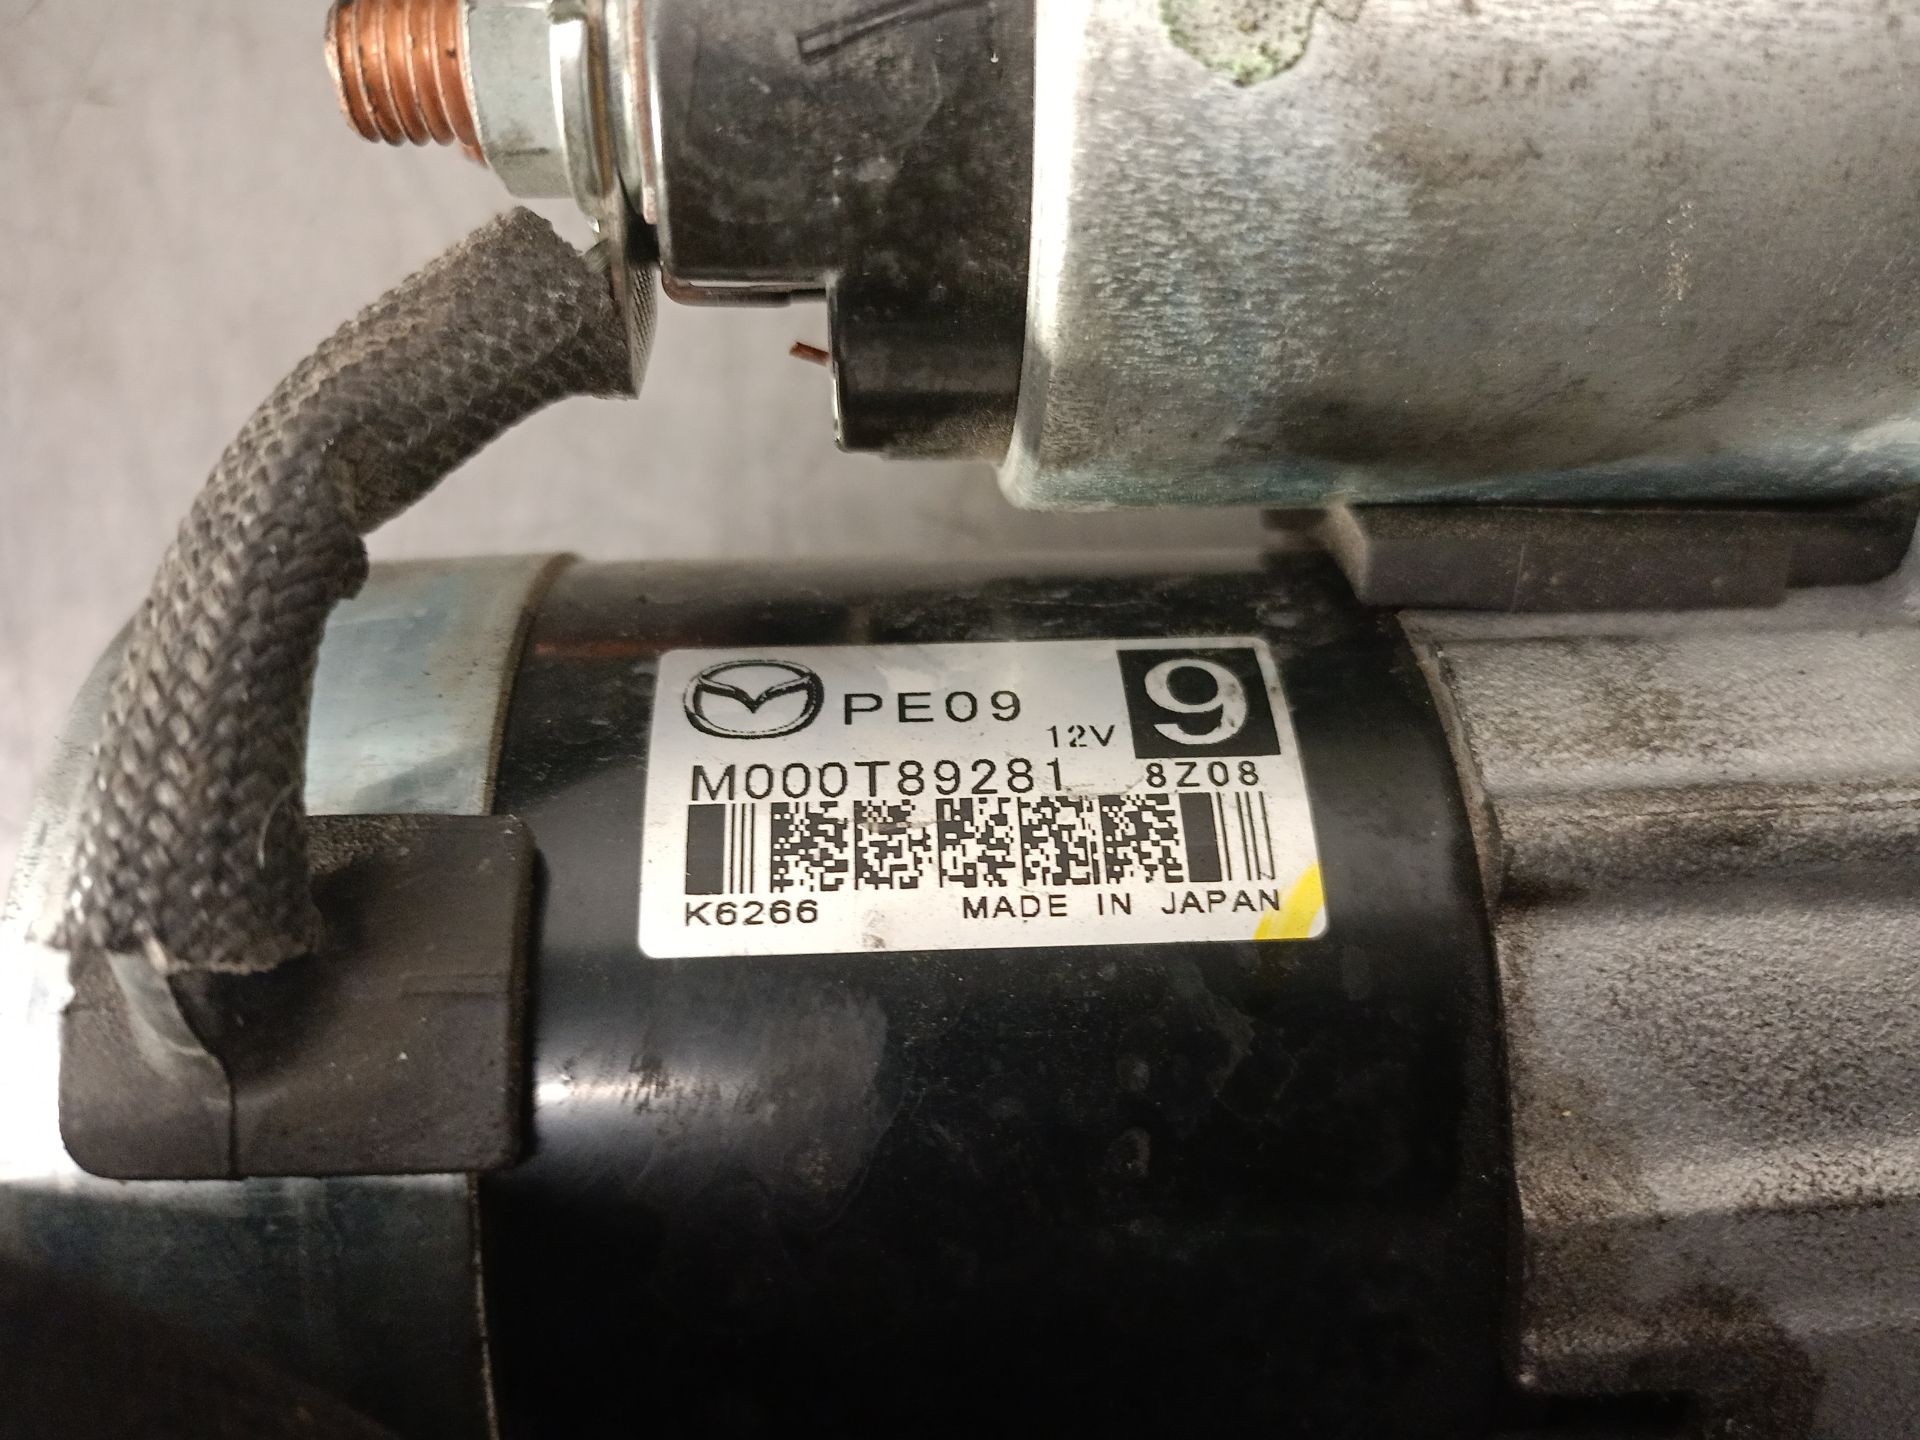 PE09 12V 9
M000T89281 8Z08
K6266 MADE IN JAPAN